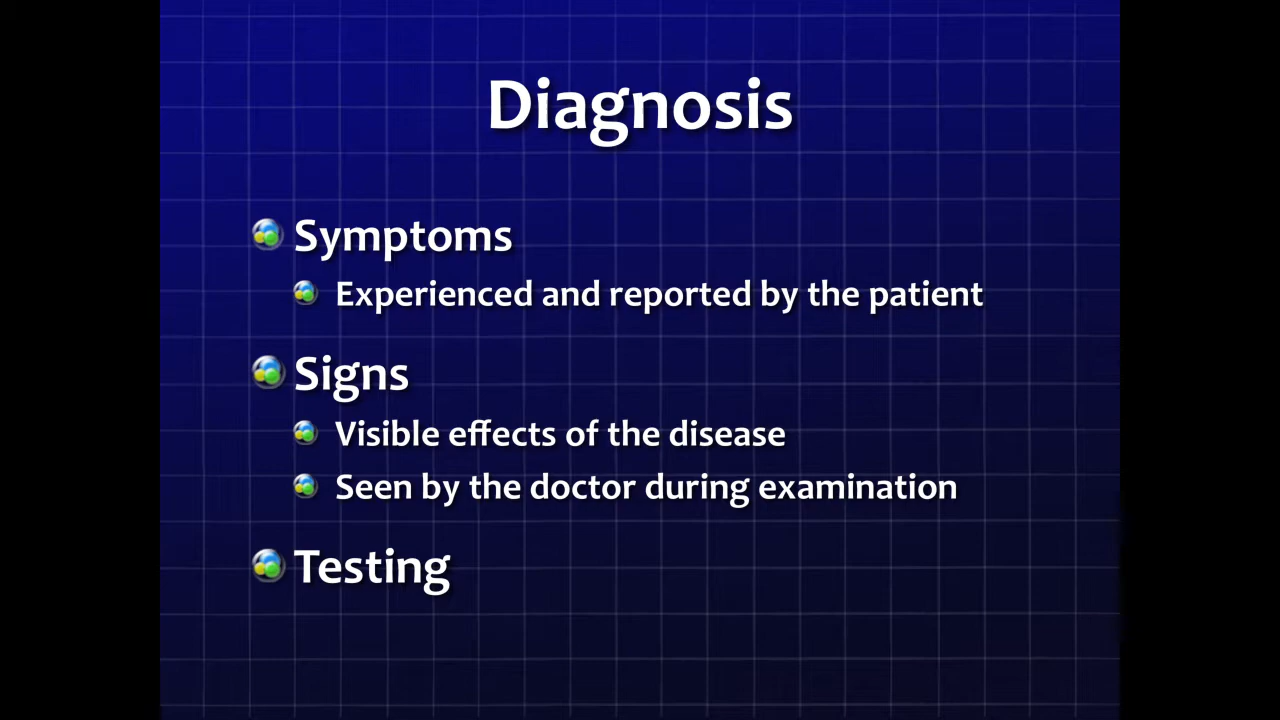 Diagnosis
Symptoms
Experienced and reported by the patient
Signs
Visible effects of the disease
Seen by the doctor during examination
Testing